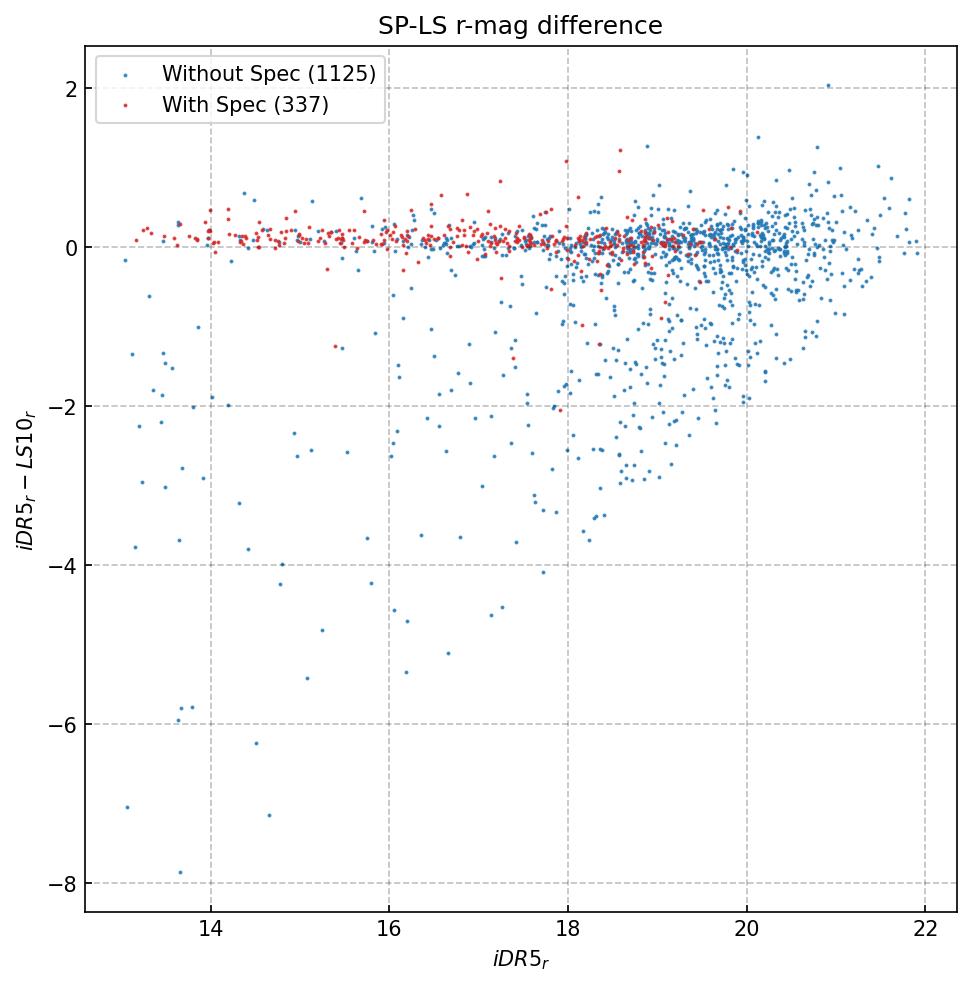 SP-LS r-mag difference
Without Spec (1125)
With Spec (337)
2
0
−2
−4
−6
−8
iDR5r − LS10r
14 16 18 20 22
iDR5r